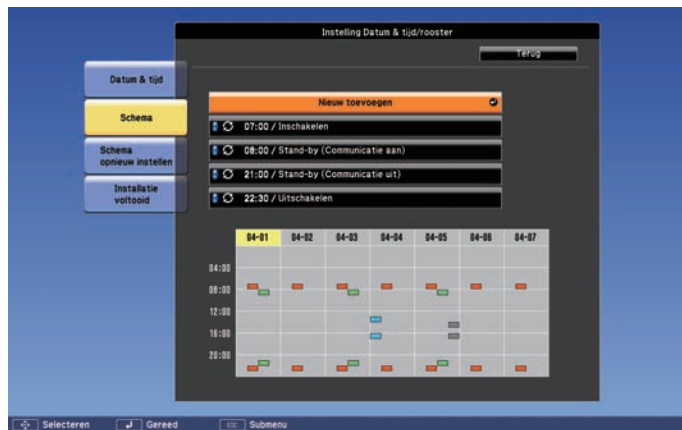 Instelling Datum & tijd/rooster
Terug
Datum & tijd
Schema
Schema
opnieuw instellen
Installatie
voltooid
Nieuw toevoegen
07:00 / Inschakelen
08:00 / Stand-by (Communicatie aan)
21:00 / Stand-by (Communicatie uit)
22:30 / Uitschakelen
04-01 04-02 04-03 04-04 04-05 04-06 04-07
04:00
08:00
12:00
16:00
20:00
Selecteren Gereed ESC Submenu